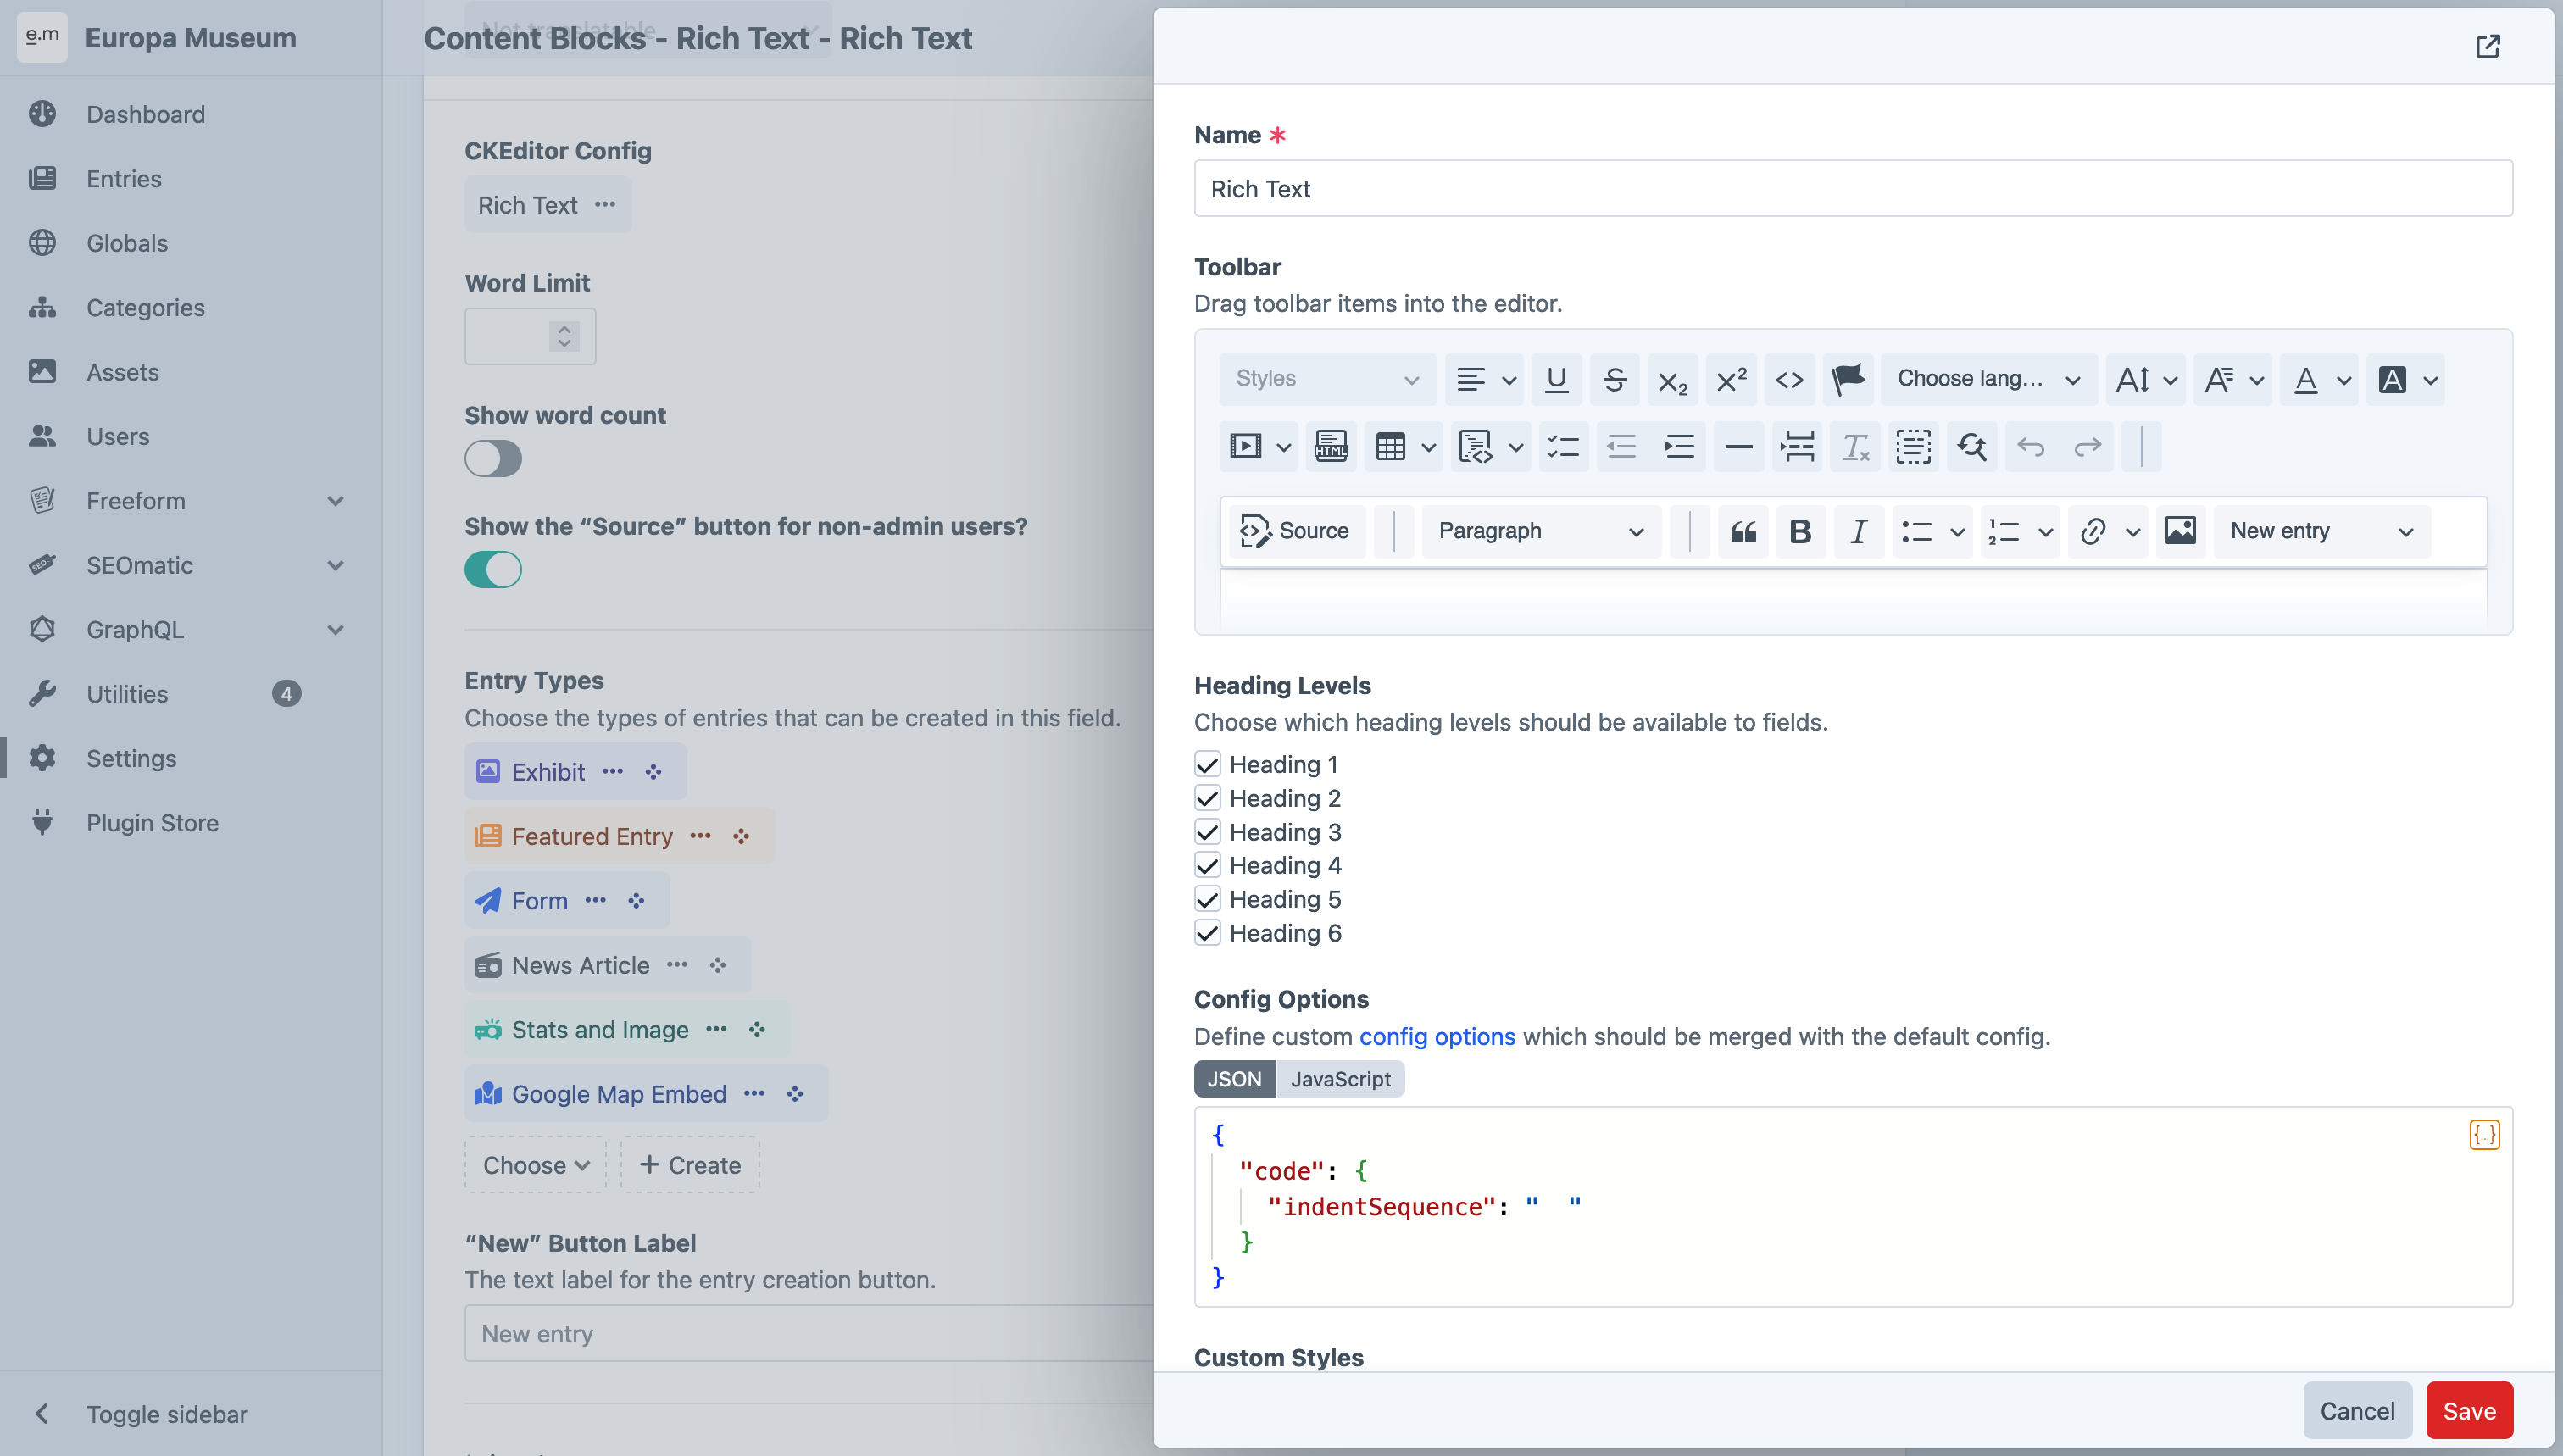 e.m
Europa Museum
Dashboard
Entries
Globals
Categories
Assets
Users
Freeform
SEOmatic
GraphQL
Utilities
4
Settings
Plugin Store
Toggle sidebar
Not translatable
Content Blocks - Rich Text - Rich Text
CKEditor Config
Rich Text
Word Limit
Show word count
Show the “Source” button for non-admin users?
Entry Types
Choose the types of entries that can be created in this field.
Exhibit
Featured Entry
Form
News Article
Stats and Image
Google Map Embed
Choose
Create
“New” Button Label
The text label for the entry creation button.
New entry
Name *
Rich Text
Toolbar
Drag toolbar items into the editor.
Styles
Choose lang...
HTML
Source
Paragraph
New entry
Heading Levels
Choose which heading levels should be available to fields.
Heading 1
Heading 2
Heading 3
Heading 4
Heading 5
Heading 6
Config Options
Define custom config options which should be merged with the default config.
JSON
JavaScript
{
"code": {
"indentSequence": "  "
}
}
{...}
Custom Styles
Cancel
Save